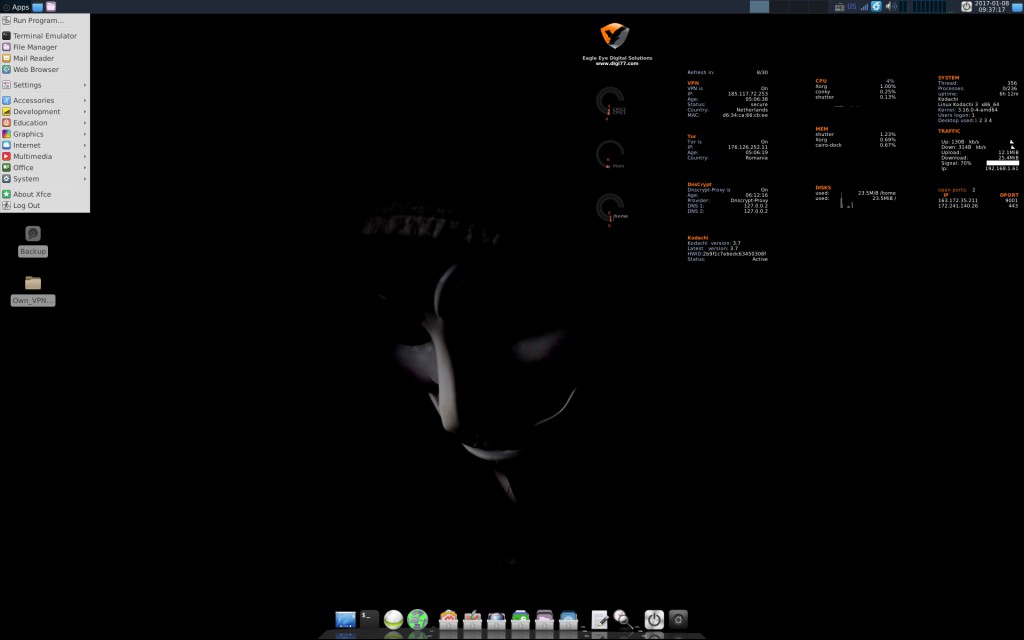 Apps
US
2017-01-08
09:37:17
Run Program...
Terminal Emulator
File Manager
Mail Reader
Web Browser
Settings
Accessories
Development
Education
Graphics
Internet
Multimedia
Office
System
About Xfce
Log Out
Backup
Own_VPN...
Eagle Eye Digital Solutions
www.digi77.com
/home
Refresh in: 8/30
VPN
VPN is On
IP: 185.117.72.253
Age: 05:06:38
Status: secure
Country: Netherlands
MAC: d6:34:ca:66:cb:ee
Tor
Tor is On
IP: 176.126.252.11
Age: 05:06:19
Country: Romania
DnsCrypt
Dnscrypt-Proxy is On
Age: 06:12:16
Provider: Dnscrypt-Proxy
DNS 1: 127.0.0.2
DNS 2: 127.0.0.2
Kodachi
Kodachi version: 3.7
Latest version: 3.7
HWID:2b9f1c7ebedc63450308f
Status: Active
CPU 4%
Xorg 1.00%
conky 0.25%
shutter 0.13%
MEM
shutter 1.23%
Xorg 0.69%
cairo-dock 0.67%
DISKS
used: 23.5MiB /home
used: 23.5MiB /
SYSTEM
Thread: 356
Processes: 0/236
uptime: 6h 12m
Kodachi
Linux Kodachi 3 x86_64
Kernel: 3.16.0-4-amd64
Users logon: 1
Desktop used:1 2 3 4
TRAFFIC
Up: 130B kb/s
Down: 314B kb/s
Upload: 12.1MiB
Download: 25.4MiB
Signal: 70%
Ip: 192.168.1.61
open ports: 2
IP DPORT
163.172.35.211 9001
172.241.140.26 443